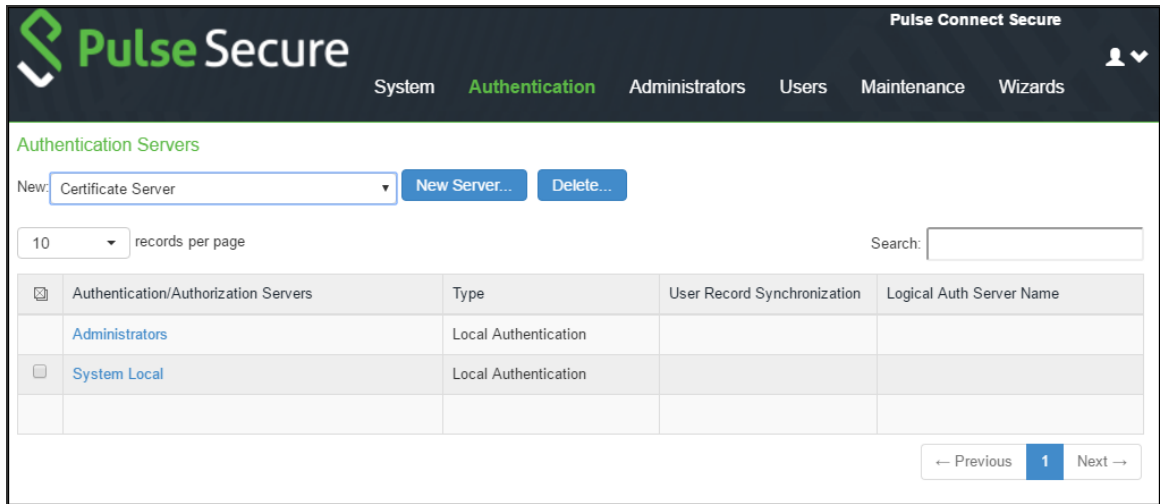 Pulse Secure
Pulse Connect Secure
System Authentication Administrators Users Maintenance Wizards
Authentication Servers
New: Certificate Server New Server... Delete...
10 records per page Search:
Authentication/Authorization Servers Type User Record Synchronization Logical Auth Server Name
Administrators Local Authentication
System Local Local Authentication
← Previous 1 Next →